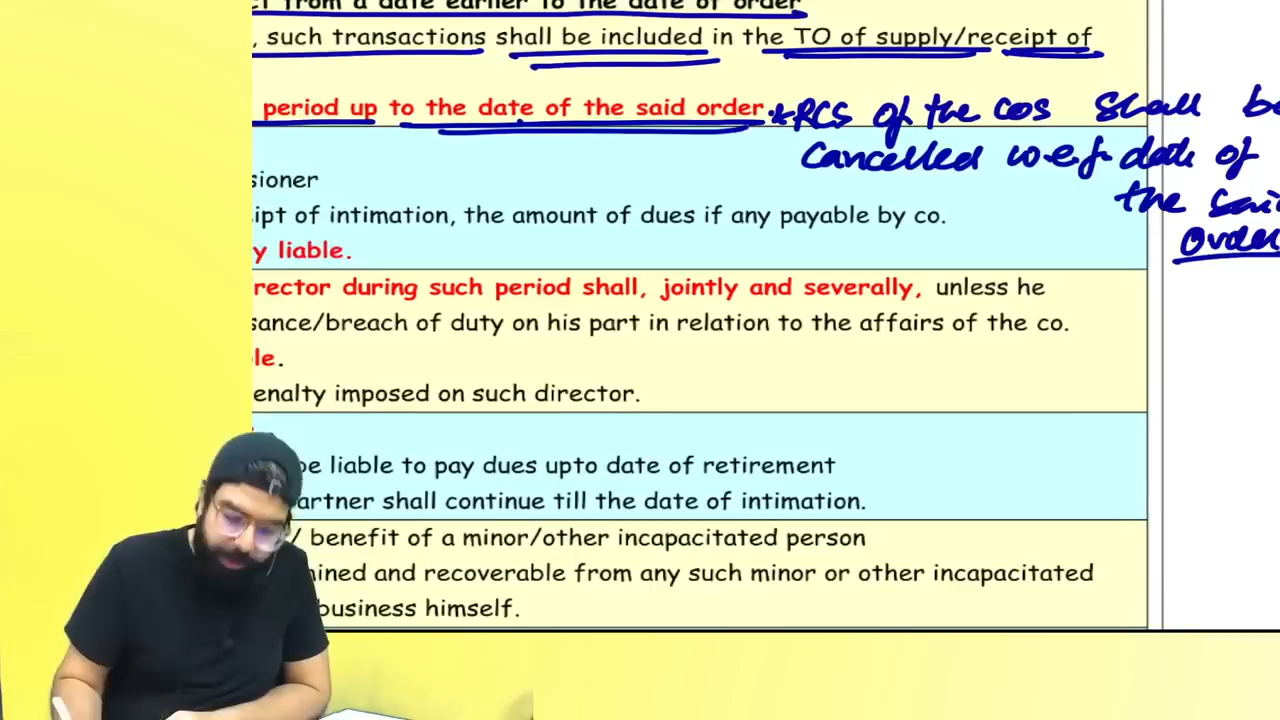 from a date earlier to the date of order
, such transactions shall be included in the TO of supply/receipt of
period up to the date of the said order
*RCS of the cos shall be
cancelled w.e.f. date of
the said
order
sioner
ipt of intimation, the amount of dues if any payable by co.
y liable.
rector during such period shall, jointly and severally, unless he
sance/breach of duty on his part in relation to the affairs of the co.
le.
enalty imposed on such director.
be liable to pay dues upto date of retirement
artner shall continue till the date of intimation.
/ benefit of a minor/other incapacitated person
ined and recoverable from any such minor or other incapacitated
business himself.